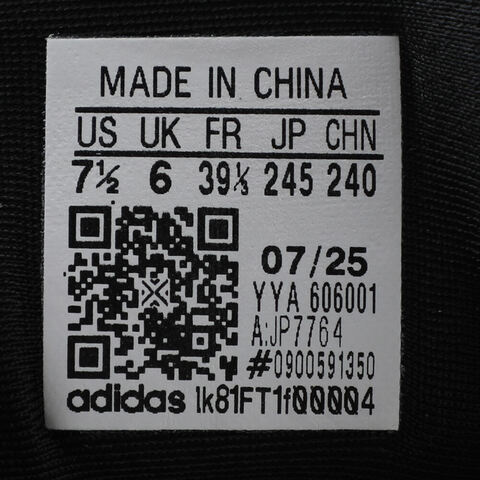 MADE IN CHINA
US UK FR JP CHN
7½ 6 39⅓ 245 240
07/25
YYA 606001
A:JP7764
#0900591350
adidas lk81FT1f00004